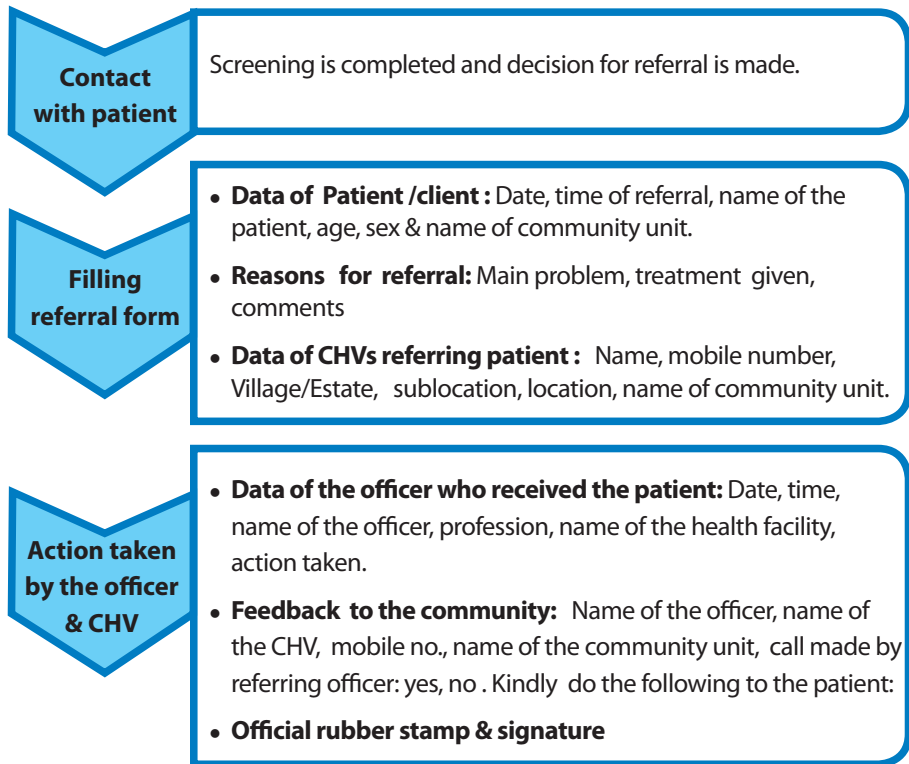 Contact
with patient
Screening is completed and decision for referral is made.
Filling
referral form
• Data of Patient /client : Date, time of referral, name of the
patient, age, sex & name of community unit.
• Reasons for referral: Main problem, treatment given,
comments
• Data of CHVs referring patient : Name, mobile number,
Village/Estate, sublocation, location, name of community unit.
Action taken
by the officer
& CHV
• Data of the officer who received the patient: Date, time,
name of the officer, profession, name of the health facility,
action taken.
• Feedback to the community: Name of the officer, name of
the CHV, mobile no., name of the community unit, call made by
referring officer: yes, no . Kindly do the following to the patient:
• Official rubber stamp & signature